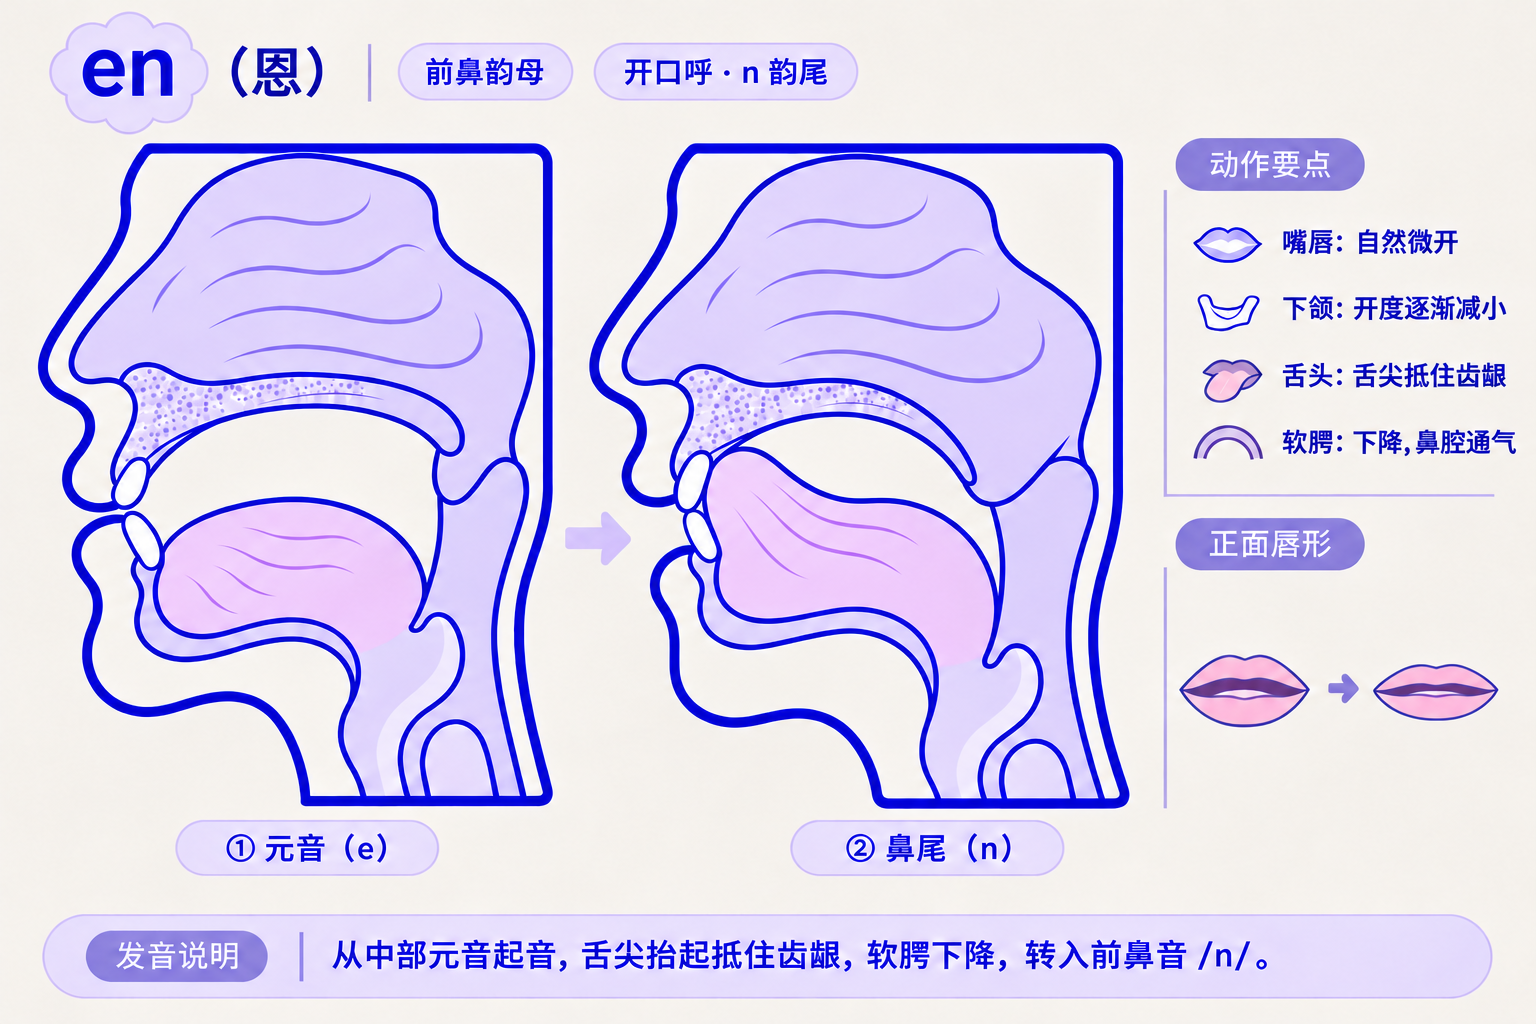 en（恩）
前鼻韵母
开口呼 · n 韵尾
动作要点
嘴唇：自然微开
下颌：开度逐渐减小
舌头：舌尖抵住齿龈
软腭：下降，鼻腔通气
正面唇形
① 元音（e）
② 鼻尾（n）
发音说明
从中部元音起音，舌尖抬起抵住齿龈，软腭下降，转入前鼻音 /n/。